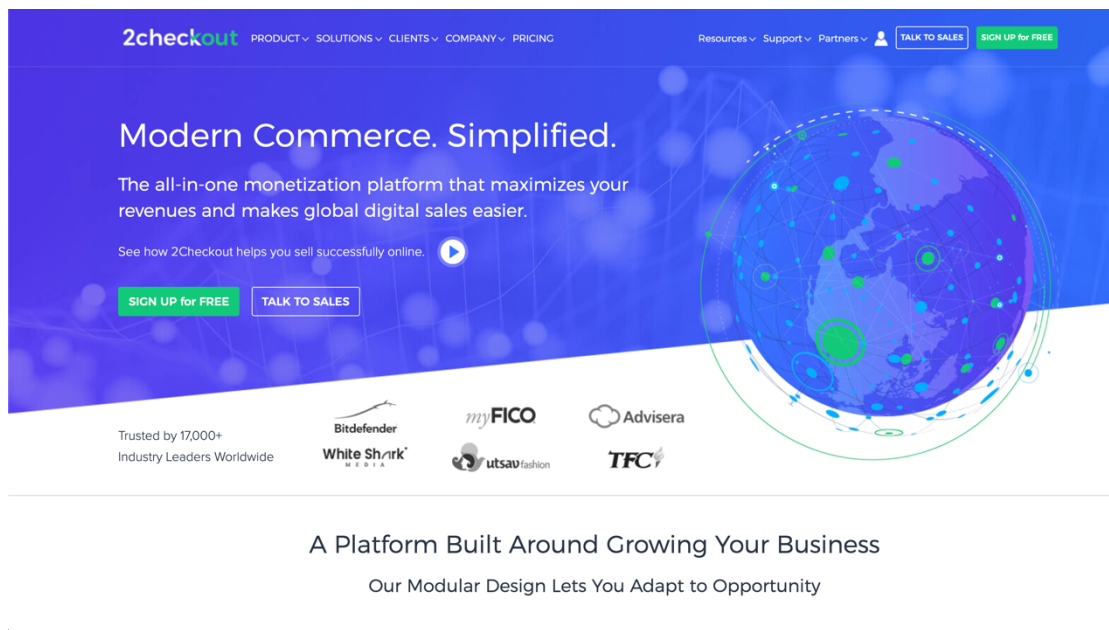 2checkout PRODUCT SOLUTIONS CLIENTS COMPANY PRICING Resources Support Partners TALK TO SALES SIGN UP for FREE
Modern Commerce. Simplified.
The all-in-one monetization platform that maximizes your
revenues and makes global digital sales easier.
See how 2Checkout helps you sell successfully online.
SIGN UP for FREE TALK TO SALES
Trusted by 17,000+
Industry Leaders Worldwide
Bitdefender
myFICO
Advisera
White Shark
MEDIA
utsav fashion
TFC
A Platform Built Around Growing Your Business
Our Modular Design Lets You Adapt to Opportunity